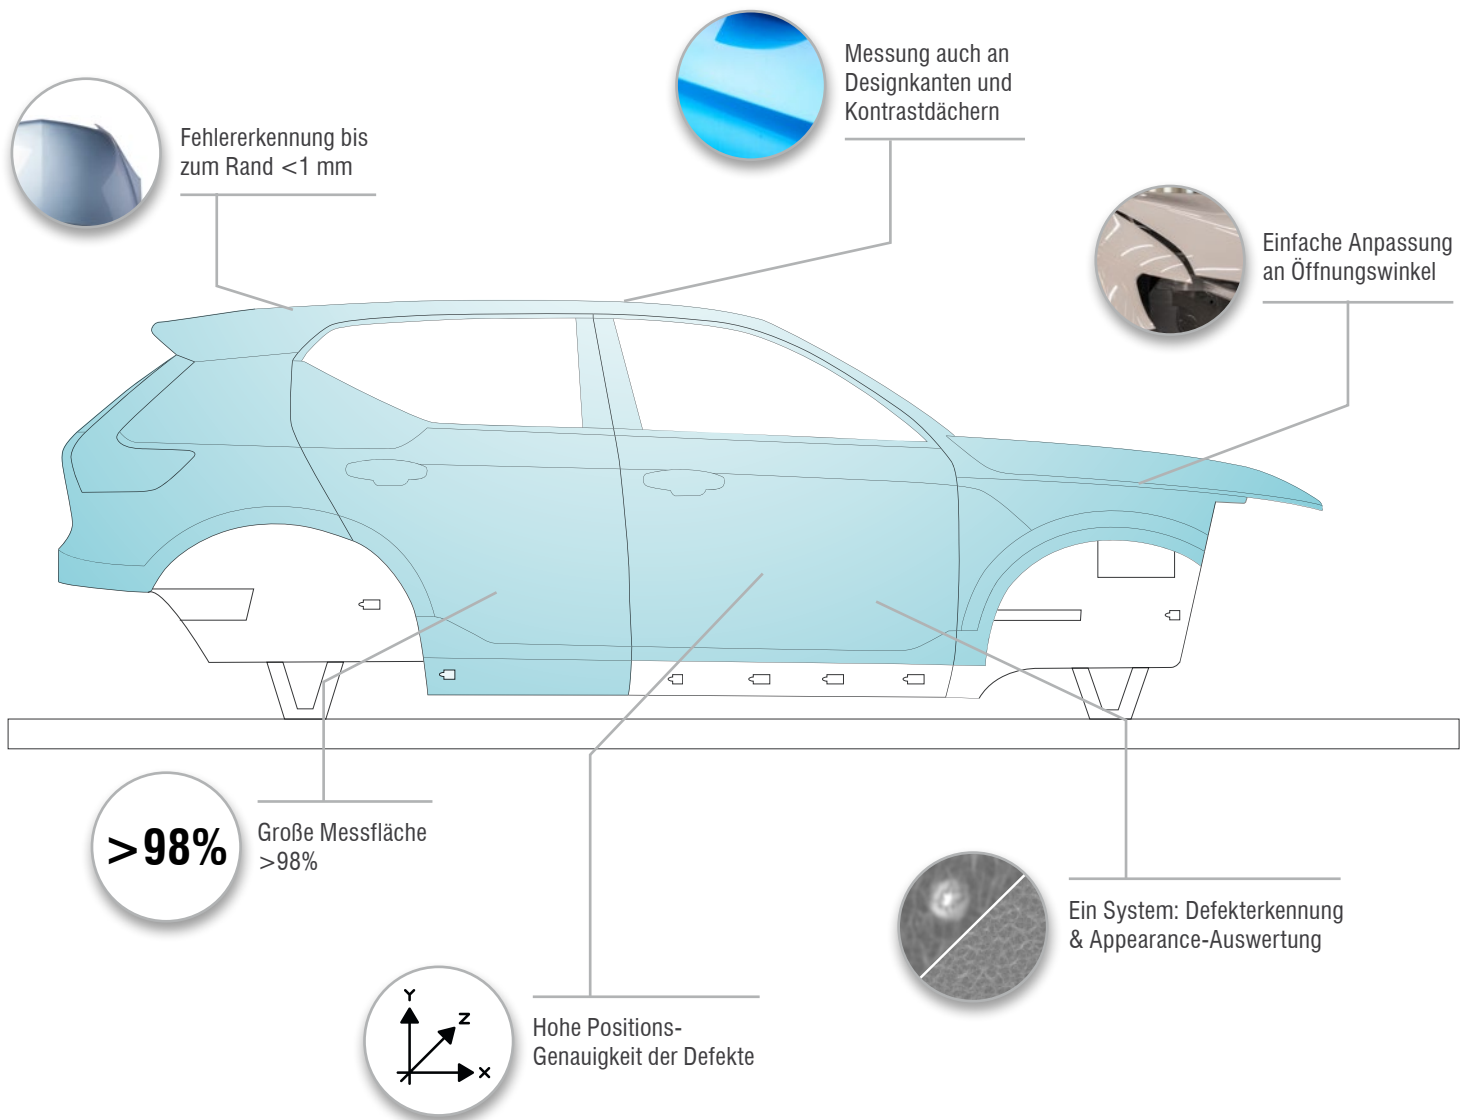 Messung auch an
Designkanten und
Kontrastdächern
Fehlererkennung bis
zum Rand <1 mm
Einfache Anpassung
an Öffnungswinkel
>98%
Große Messfläche
>98%
Ein System: Defekterkennung
& Appearance-Auswertung
Y
Z
X
Hohe Positions-
Genauigkeit der Defekte